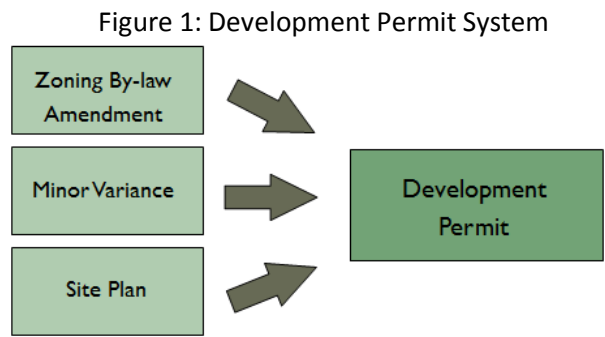 Figure 1: Development Permit System
Zoning By-law
Amendment
Minor Variance
Site Plan
Development
Permit